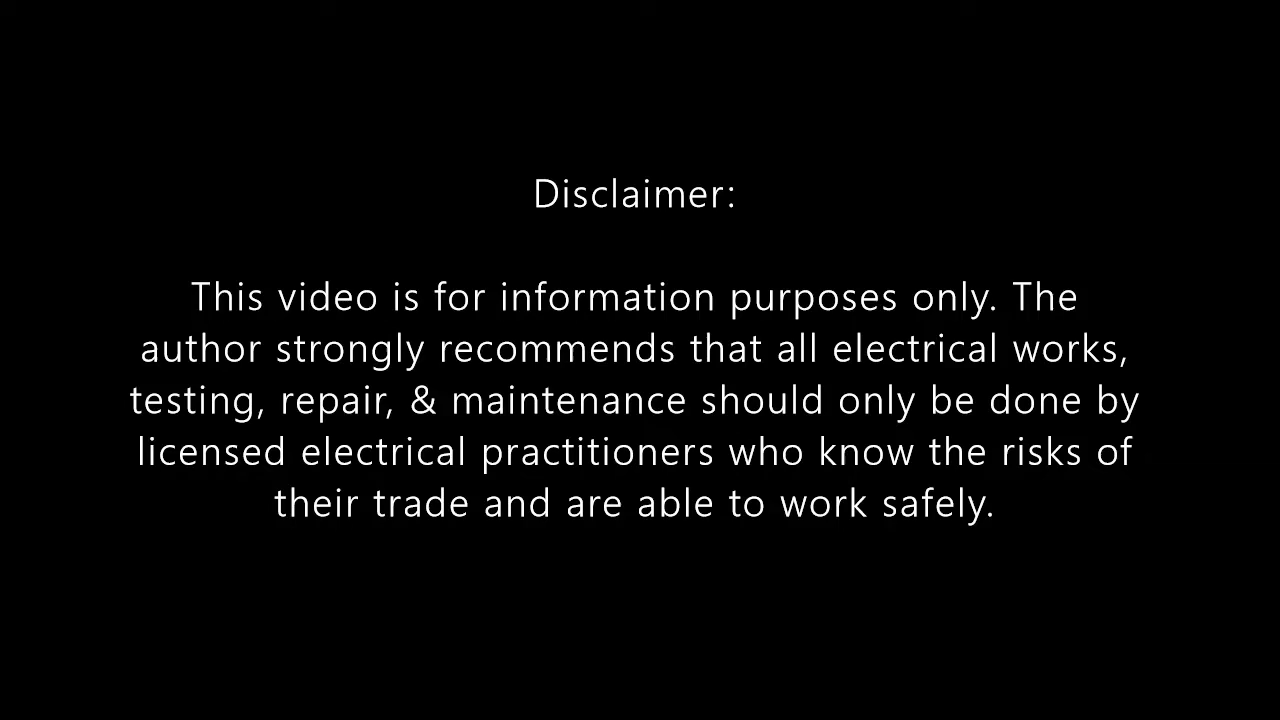 Disclaimer:
This video is for information purposes only. The
author strongly recommends that all electrical works,
testing, repair, & maintenance should only be done by
licensed electrical practitioners who know the risks of
their trade and are able to work safely.